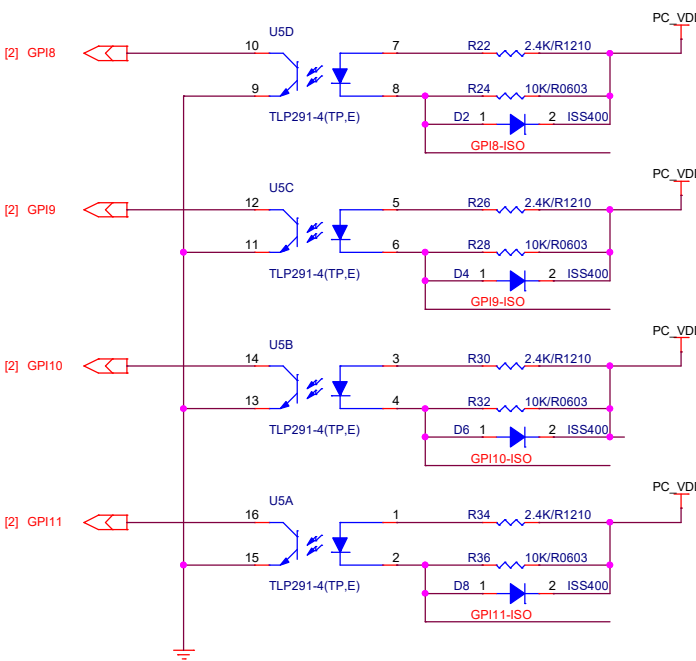 PC_VDI
U5D
[2] GPI8
10
7
R22
2.4K/R1210
9
8
R24
10K/R0603
TLP291-4(TP,E)
D2
1
2
ISS400
GPI8-ISO
PC_VDI
U5C
[2] GPI9
12
5
R26
2.4K/R1210
11
6
R28
10K/R0603
TLP291-4(TP,E)
D4
1
2
ISS400
GPI9-ISO
PC_VDI
U5B
[2] GPI10
14
3
R30
2.4K/R1210
13
4
R32
10K/R0603
TLP291-4(TP,E)
D6
1
2
ISS400
GPI10-ISO
PC_VDI
U5A
[2] GPI11
16
1
R34
2.4K/R1210
15
2
R36
10K/R0603
TLP291-4(TP,E)
D8
1
2
ISS400
GPI11-ISO